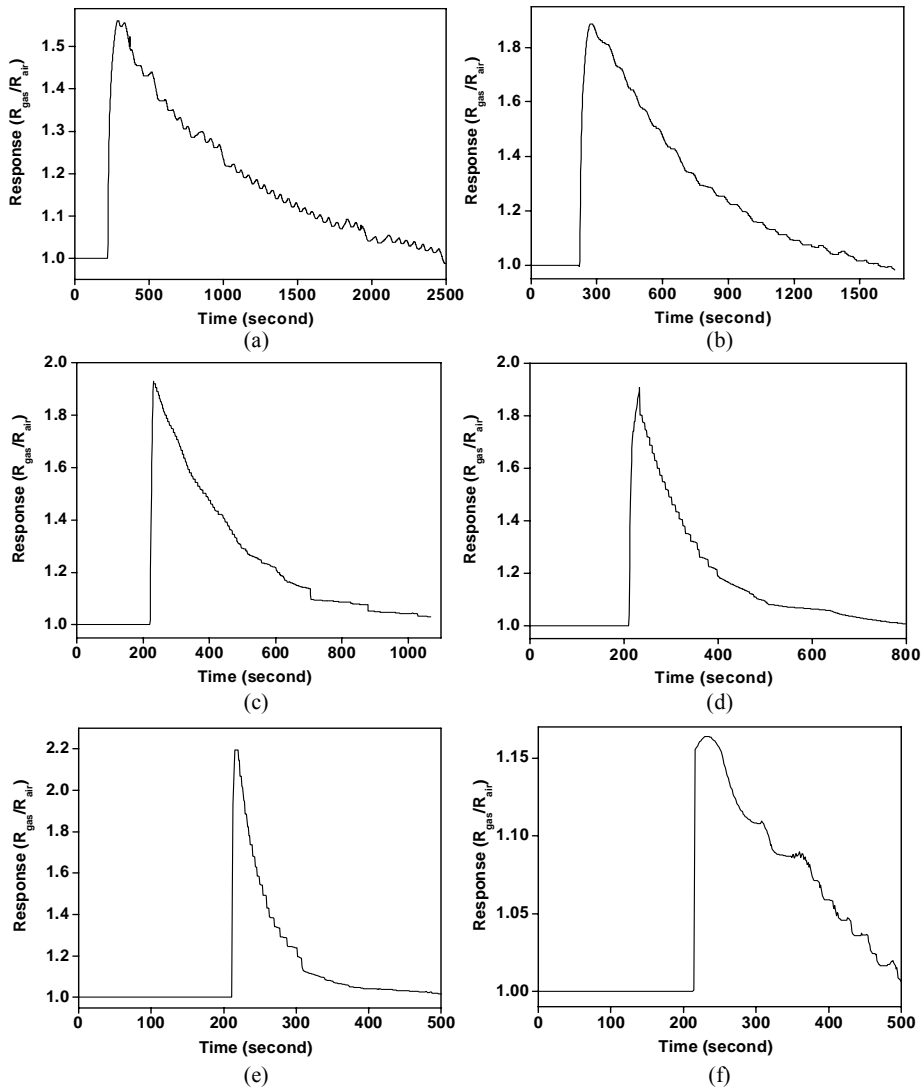 1.5
1.4
1.3
1.2
1.1
1.0
Response (Rgas/Rair)
0 500 1000 1500 2000 2500
Time (second)
(a)
1.8
1.6
1.4
1.2
1.0
Response (Rgas/Rair)
0 300 600 900 1200 1500
Time (second)
(b)
2.0
1.8
1.6
1.4
1.2
1.0
Response (Rgas/Rair)
0 200 400 600 800 1000
Time (second)
(c)
2.0
1.8
1.6
1.4
1.2
1.0
Response (Rgas/Rair)
0 200 400 600 800
Time (second)
(d)
2.2
2.0
1.8
1.6
1.4
1.2
1.0
Response (Rgas/Rair)
0 100 200 300 400 500
Time (second)
(e)
1.15
1.10
1.05
1.00
Response (Rgas/Rair)
0 100 200 300 400 500
Time (second)
(f)